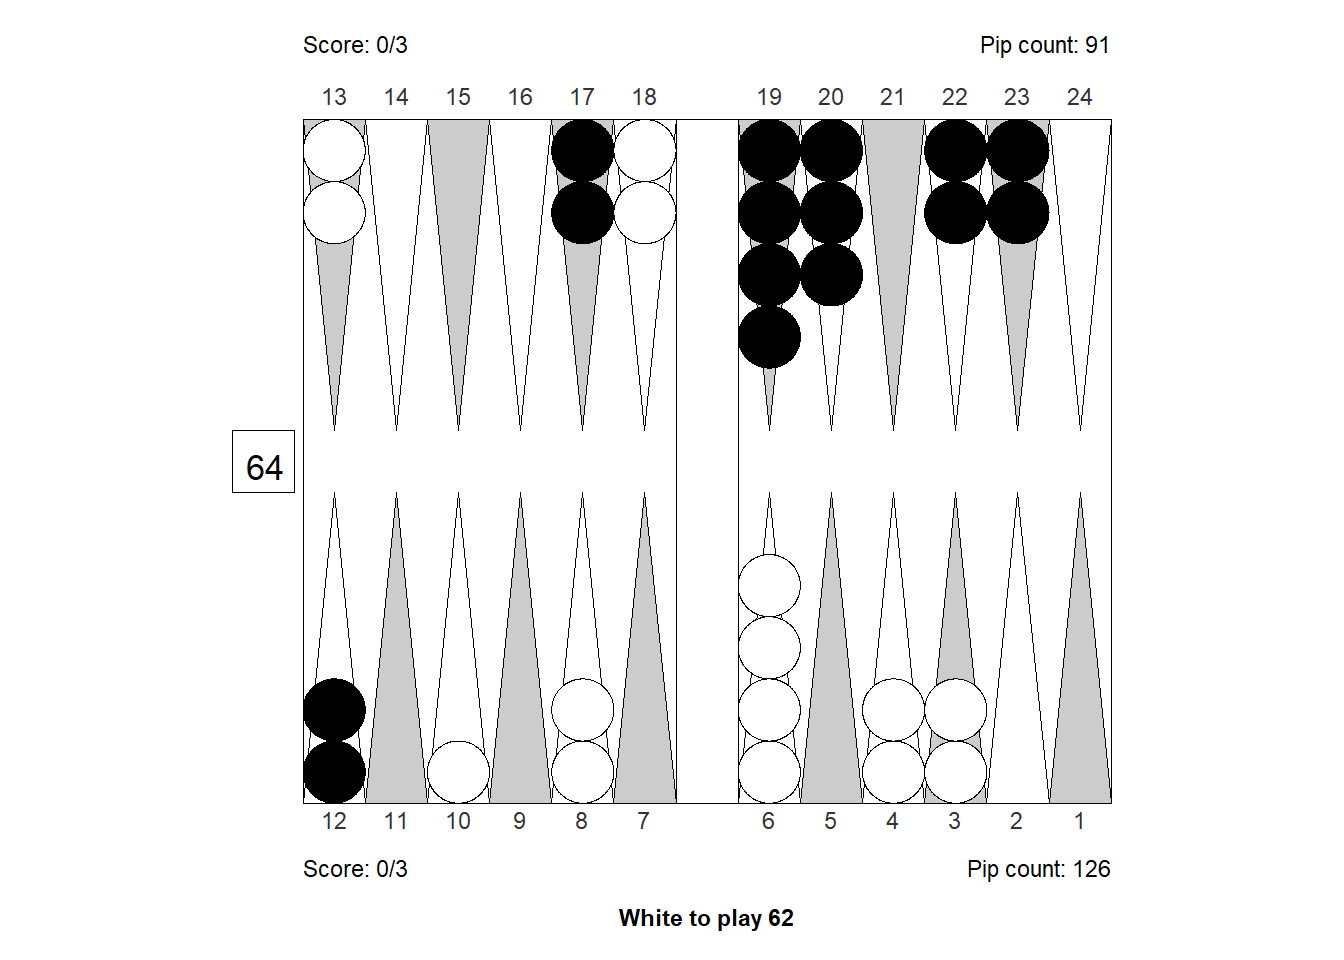 Score: 0/3 Pip count: 91
13 14 15 16 17 18 19 20 21 22 23 24
64
12 11 10 9 8 7 6 5 4 3 2 1
Score: 0/3 Pip count: 126
White to play 62